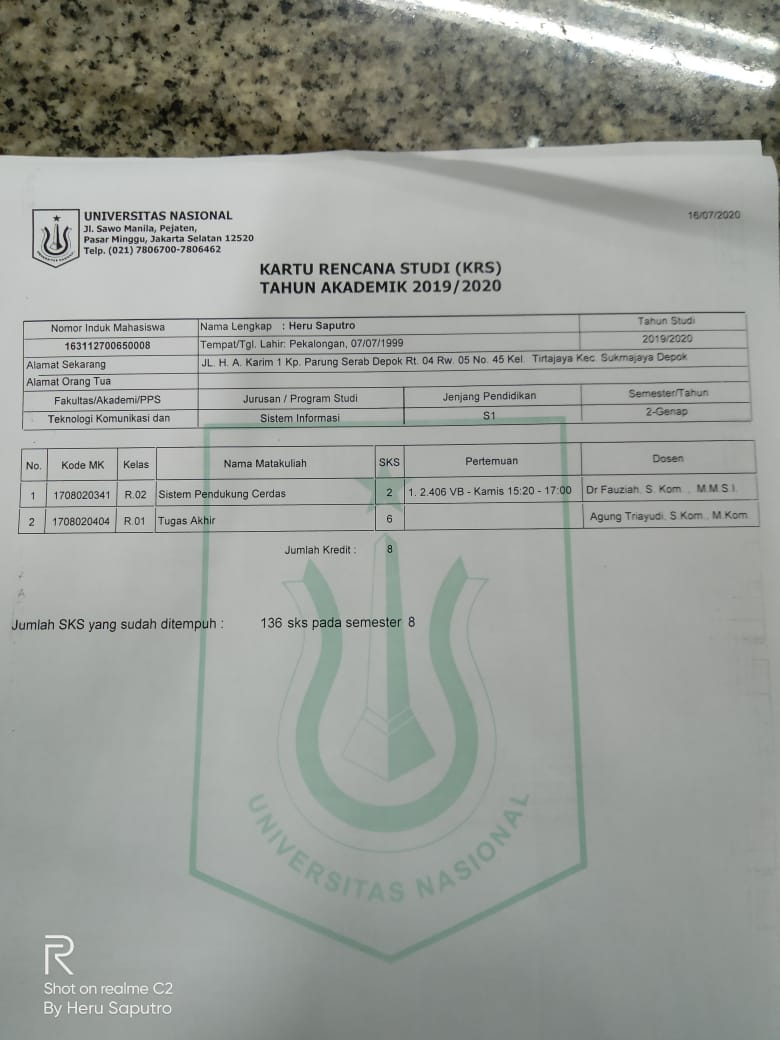 UNIVERSITAS NASIONAL
Jl. Sawo Manila, Pejaten,
Pasar Minggu, Jakarta Selatan 12520
Telp. (021) 7806700-7806462
16/07/2020
KARTU RENCANA STUDI (KRS)
TAHUN AKADEMIK 2019/2020
Nomor Induk Mahasiswa Nama Lengkap : Heru Saputro Tahun Studi
163112700650008 Tempat/Tgl. Lahir: Pekalongan, 07/07/1999 2019/2020
Alamat Sekarang JL. H. A. Karim 1 Kp. Parung Serab Depok Rt. 04 Rw. 05 No. 45 Kel. Tirtajaya Kec. Sukmajaya Depok
Alamat Orang Tua
Fakultas/Akademi/PPS Jurusan / Program Studi Jenjang Pendidikan Semester/Tahun
Teknologi Komunikasi dan Sistem Informasi S1 2-Genap
No. Kode MK Kelas Nama Matakuliah SKS Pertemuan Dosen
1 1708020341 R.02 Sistem Pendukung Cerdas 2 1. 2.406 VB - Kamis 15:20 - 17:00 Dr Fauziah, S. Kom., M.M.S.I.
2 1708020404 R.01 Tugas Akhir 6 Agung Triayudi, S.Kom., M.Kom
Jumlah Kredit : 8
Jumlah SKS yang sudah ditempuh : 136 sks pada semester 8
UNIVERSITAS NASIONAL
R
Shot on realme C2
By Heru Saputro